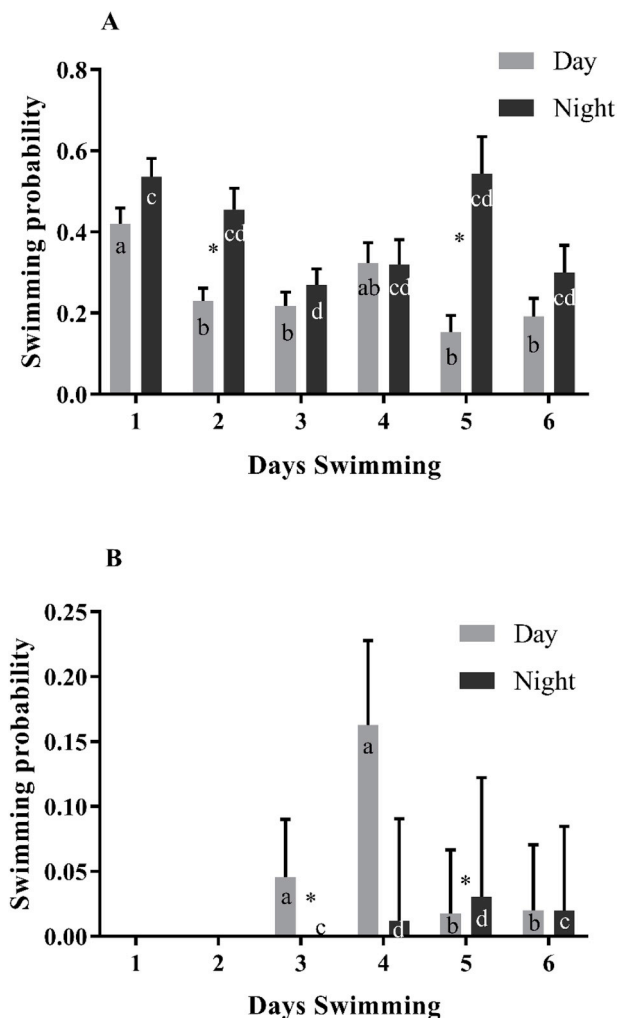 A
Day
Night
0.8
0.6
0.4
0.2
0.0
Swimming probability
a
c
b
*
cd
b
d
ab
cd
b
*
cd
b
cd
1 2 3 4 5 6
Days Swimming
B
Day
Night
0.25
0.20
0.15
0.10
0.05
0.00
Swimming probability
a
*
c
a
d
b
*
d
b
c
1 2 3 4 5 6
Days Swimming